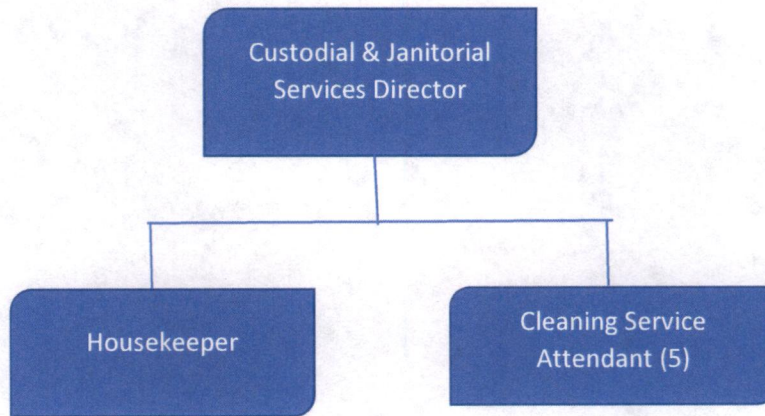 Custodial & Janitorial
Services Director
Housekeeper
Cleaning Service
Attendant (5)